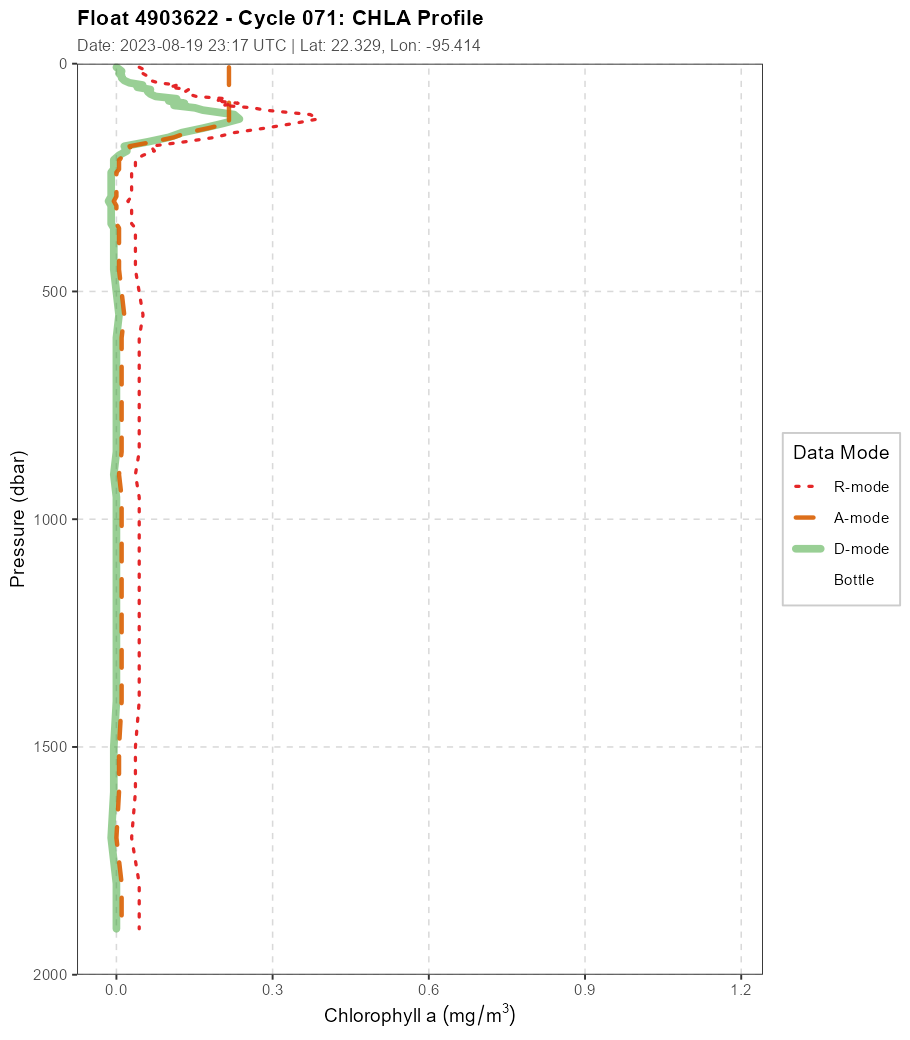 Float 4903622 - Cycle 071: CHLA Profile
Date: 2023-08-19 23:17 UTC | Lat: 22.329, Lon: -95.414
0
500
1000
1500
2000
Pressure (dbar)
0.0 0.3 0.6 0.9 1.2
Chlorophyll a (mg/m³)
Data Mode
R-mode
A-mode
D-mode
Bottle